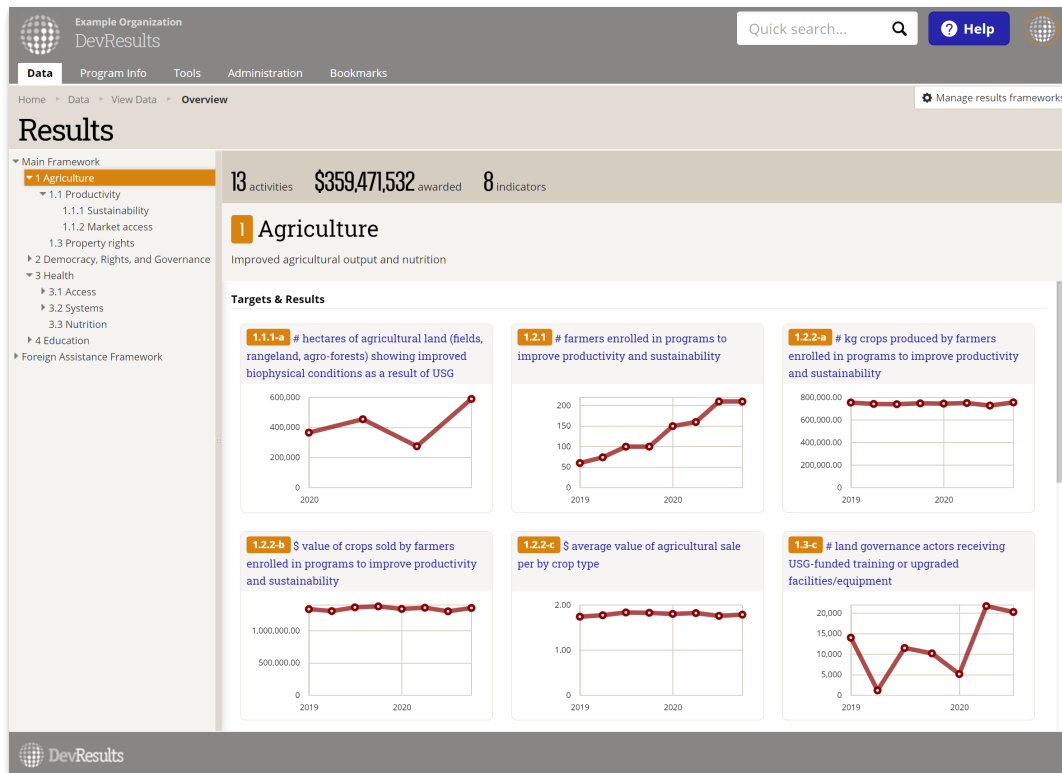 Example Organization
DevResults
Quick search...
Help
Data
Program Info
Tools
Administration
Bookmarks
Home
Data
View Data
Overview
Manage results frameworks
Results
Main Framework
1 Agriculture
1.1 Productivity
1.1.1 Sustainability
1.1.2 Market access
1.3 Property rights
2 Democracy, Rights, and Governance
3 Health
3.1 Access
3.2 Systems
3.3 Nutrition
4 Education
Foreign Assistance Framework
13 activities
$359,471,532 awarded
8 indicators
1 Agriculture
Improved agricultural output and nutrition
Targets & Results
1.1.1-a # hectares of agricultural land (fields,
rangeland, agro-forests) showing improved
biophysical conditions as a result of USG
600,000
400,000
200,000
0
2020
1.2.1 # farmers enrolled in programs to
improve productivity and sustainability
200
150
100
50
0
2019
2020
1.2.2-a # kg crops produced by farmers
enrolled in programs to improve productivity
and sustainability
800,000.00
600,000.00
400,000.00
200,000.00
0
2019
2020
1.2.2-b $ value of crops sold by farmers
enrolled in programs to improve productivity
and sustainability
1,000,000.00
500,000.00
0
2019
2020
1.2.2-c $ average value of agricultural sale
per by crop type
2.00
1.00
0
2019
2020
1.3-c # land governance actors receiving
USG-funded training or upgraded
facilities/equipment
20,000
15,000
10,000
5,000
0
2019
2020
DevResults